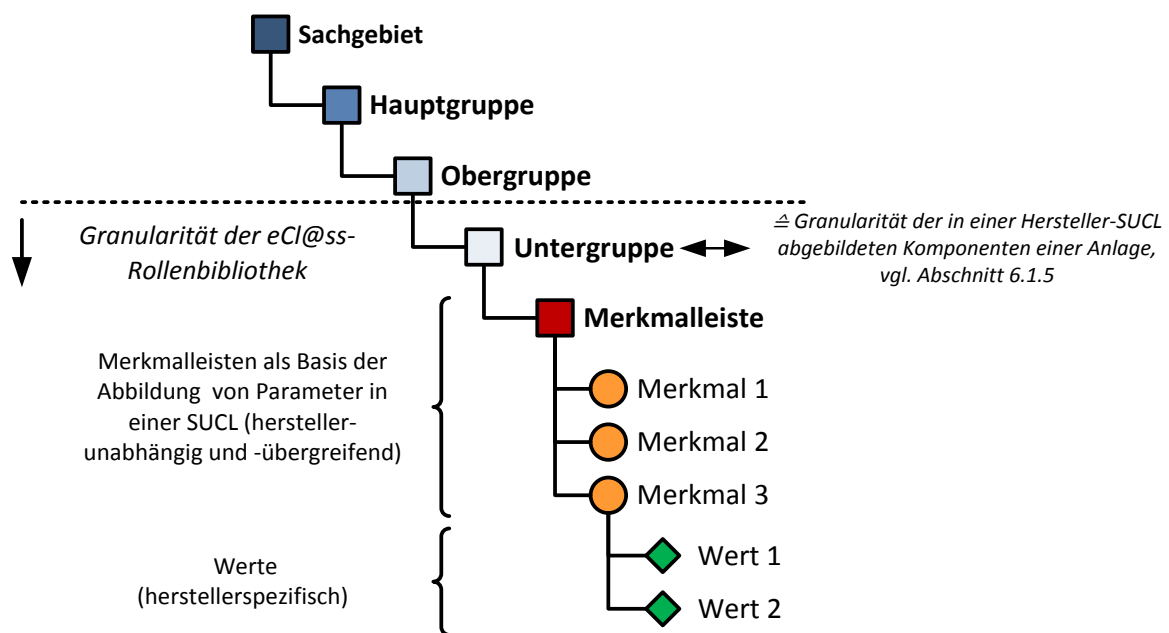 Sachgebiet
Hauptgruppe
Obergruppe
Granularität der eCl@ss-
Rollenbibliothek
Untergruppe
≙ Granularität der in einer Hersteller-SUCL
abgebildeten Komponenten einer Anlage,
vgl. Abschnitt 6.1.5
Merkmalleiste
Merkmalleisten als Basis der
Abbildung von Parameter in
einer SUCL (hersteller-
unabhängig und -übergreifend)
Merkmal 1
Merkmal 2
Merkmal 3
Werte
(herstellerspezifisch)
Wert 1
Wert 2